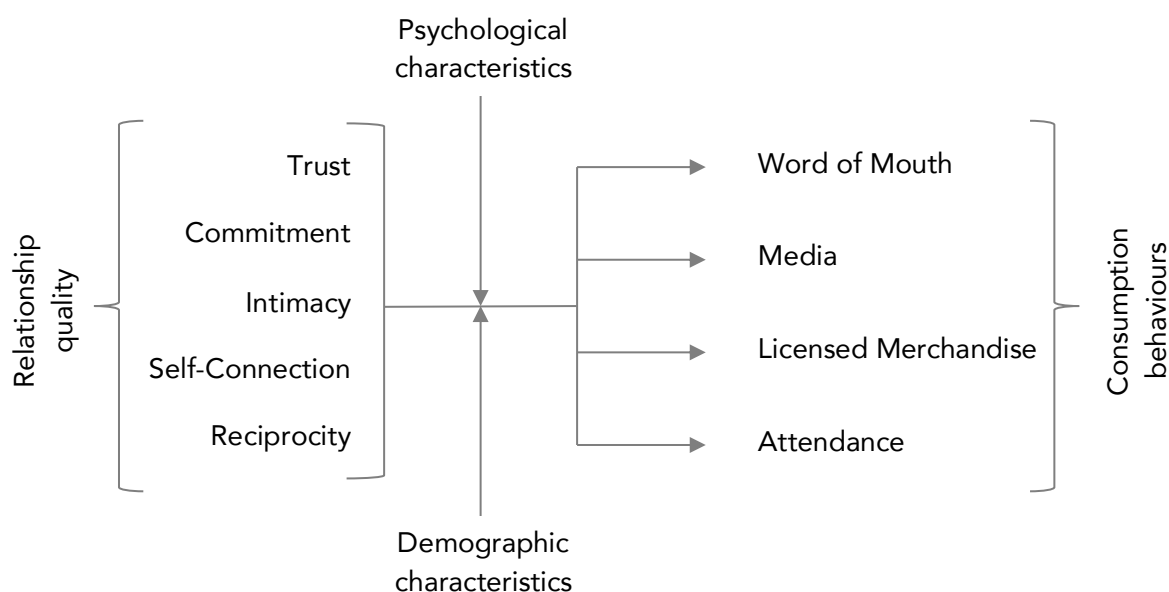 Psychological
characteristics
Relationship
quality
Trust
Commitment
Intimacy
Self-Connection
Reciprocity
Word of Mouth
Media
Licensed Merchandise
Attendance
Consumption
behaviours
Demographic
characteristics